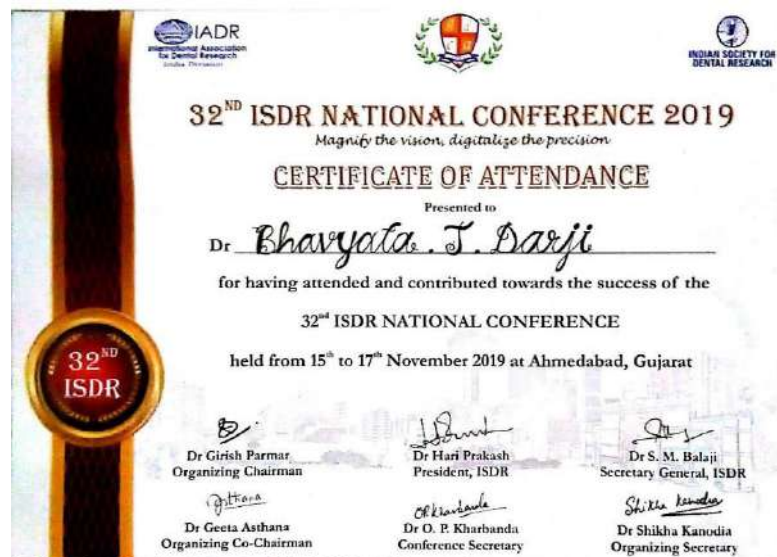 IADR
International Association
for Dental Research
Indian Division
INDIAN SOCIETY FOR
DENTAL RESEARCH
32ND ISDR NATIONAL CONFERENCE 2019
Magnify the vision, digitalize the precision
CERTIFICATE OF ATTENDANCE
Presented to
Dr Bhavyata. J. Darji
for having attended and contributed towards the success of the
32nd ISDR NATIONAL CONFERENCE
held from 15th to 17th November 2019 at Ahmedabad, Gujarat
32ND
ISDR
Dr Girish Parmar
Organizing Chairman
Dr Hari Prakash
President, ISDR
Dr S. M. Balaji
Secretary General, ISDR
Dr Geeta Asthana
Organizing Co-Chairman
Dr O. P. Kharbanda
Conference Secretary
Shikha Kanodia
Dr Shikha Kanodia
Organizing Secretary